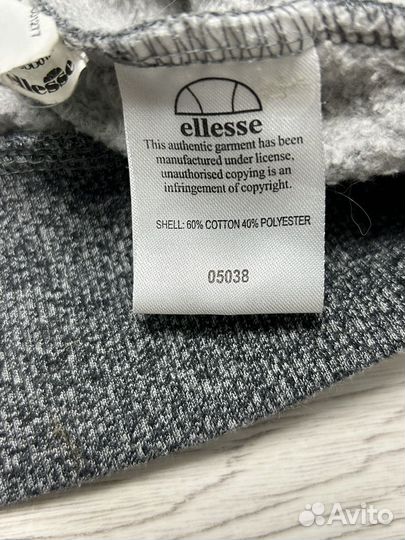 ellesse
This authentic garment has been
manufactured under license,
unauthorised copying is an
infringement of copyright.
SHELL: 60% COTTON 40% POLYESTER
05038
Avito